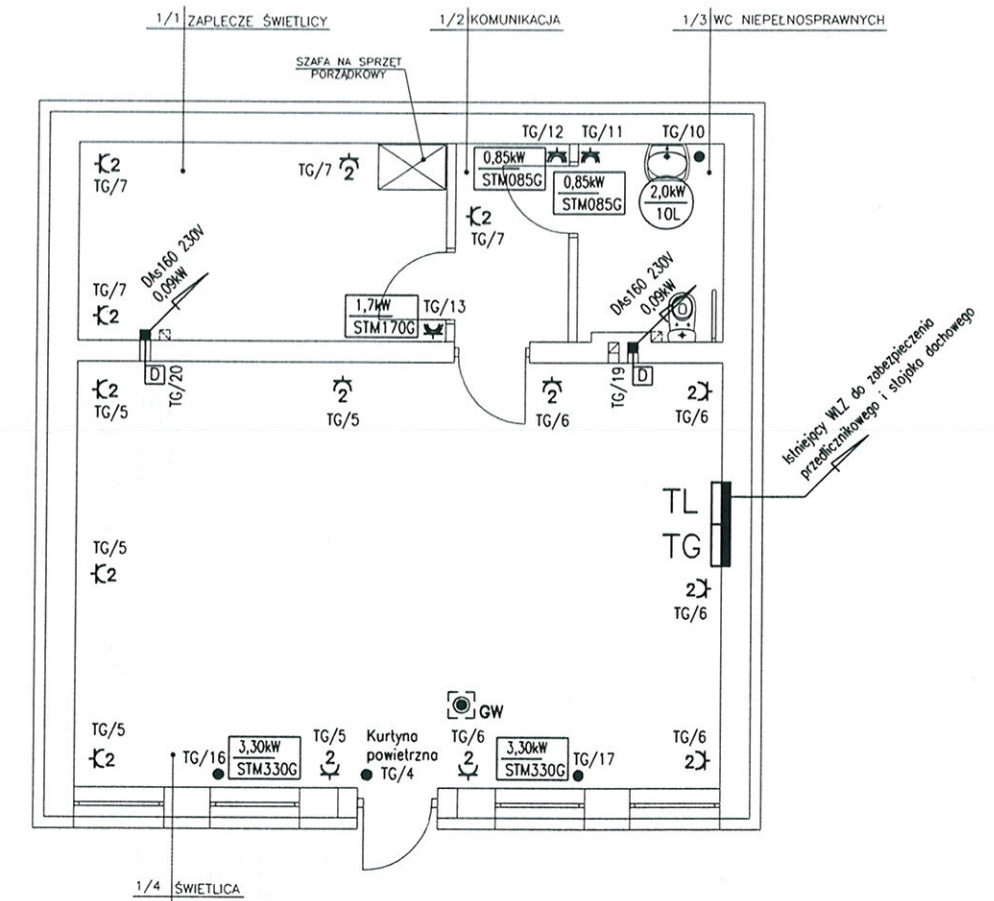 1/1 ZAPLECZE ŚWIETLICY
1/2 KOMUNIKACJA
1/3 WC NIEPEŁNOSPRAWNYCH
SZAFA NA SPRZĘT
PORZĄDKOWY
TG/12
TG/11
TG/10
2
TG/7
TG/7
2
0,85kW
STM085G
0,85kW
STM085G
2,0kW
10L
2
TG/7
DAs160 230V
0,09kW
DAs160 230V
0,09kW
TG/7
2
1,7kW
STM170G
TG/13
D
TG/20
TG/19
D
2
TG/5
2
TG/5
2
TG/6
2
TG/6
Istniejący WLZ do zabezpieczenia
przedlicznikowego i stojaka dachowego
TL
TG
TG/5
2
2
TG/6
GW
TG/5
2
TG/16
3,30kW
STM330G
TG/5
2
Kurtyna
powietrzna
TG/4
TG/6
2
3,30kW
STM330G
TG/17
TG/6
2
1/4 ŚWIETLICA